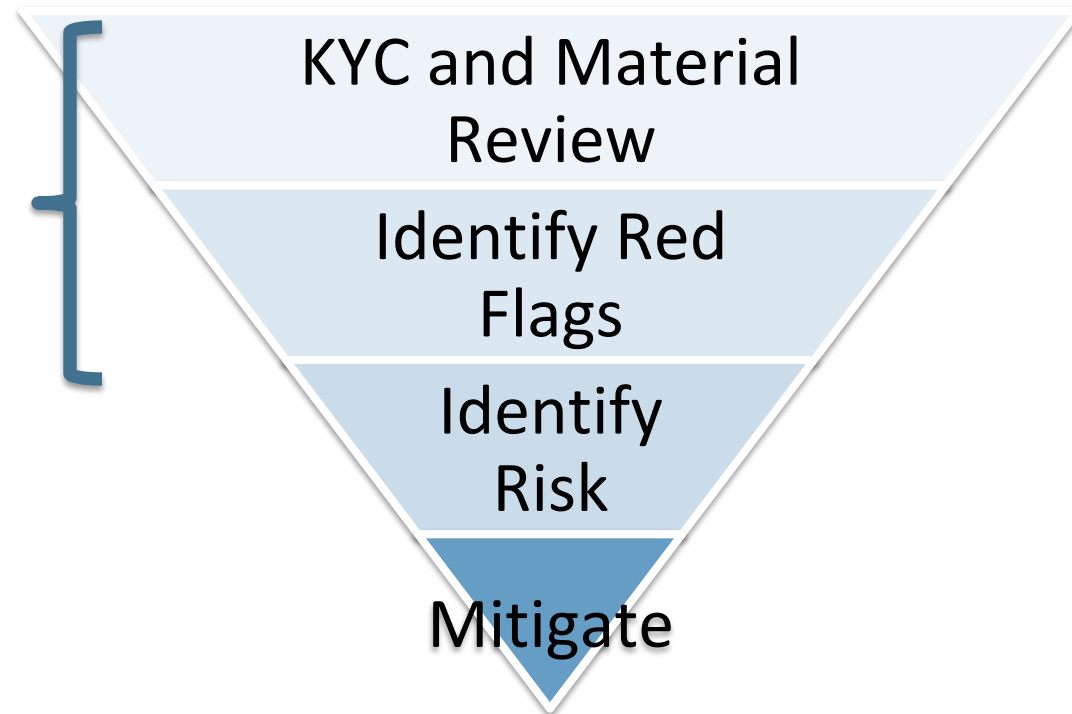 KYC and Material
Review
Identify Red
Flags
Identify
Risk
Mitigate